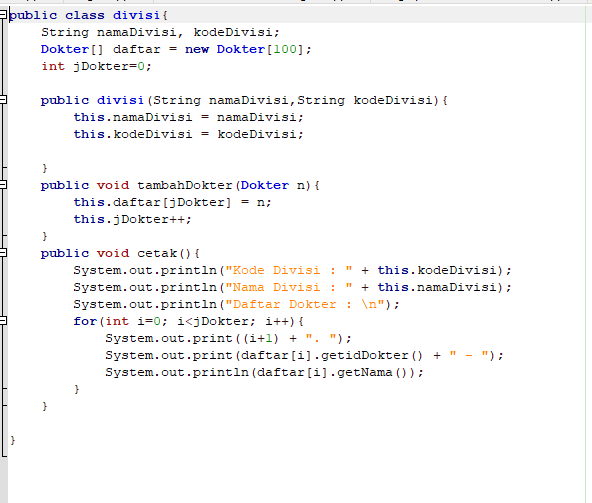 public class divisi{
    String namaDivisi, kodeDivisi;
    Dokter[] daftar = new Dokter[100];
    int jDokter=0;

    public divisi(String namaDivisi,String kodeDivisi){
        this.namaDivisi = namaDivisi;
        this.kodeDivisi = kodeDivisi;

    }
    public void tambahDokter(Dokter n){
        this.daftar[jDokter] = n;
        this.jDokter++;
    }
    public void cetak(){
        System.out.println("Kode Divisi : " + this.kodeDivisi);
        System.out.println("Nama Divisi : " + this.namaDivisi);
        System.out.println("Daftar Dokter : \n");
        for(int i=0; i<jDokter; i++){
            System.out.print((i+1) + ". ");
            System.out.print(daftar[i].getidDokter() + " - ");
            System.out.println(daftar[i].getNama());
        }
    }

}